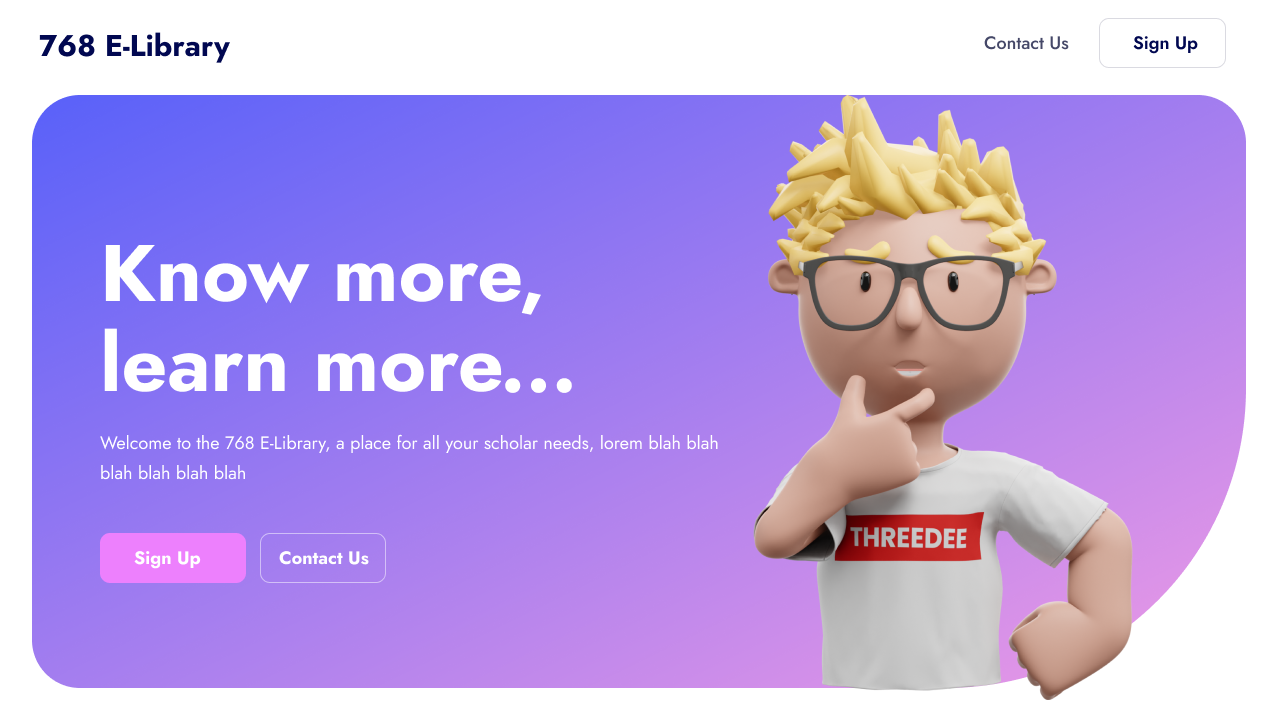 768 E-Library
Contact Us
Sign Up
Know more,
learn more...
Welcome to the 768 E-Library, a place for all your scholar needs, lorem blah blah
blah blah blah blah
Sign Up
Contact Us
THREEDEE